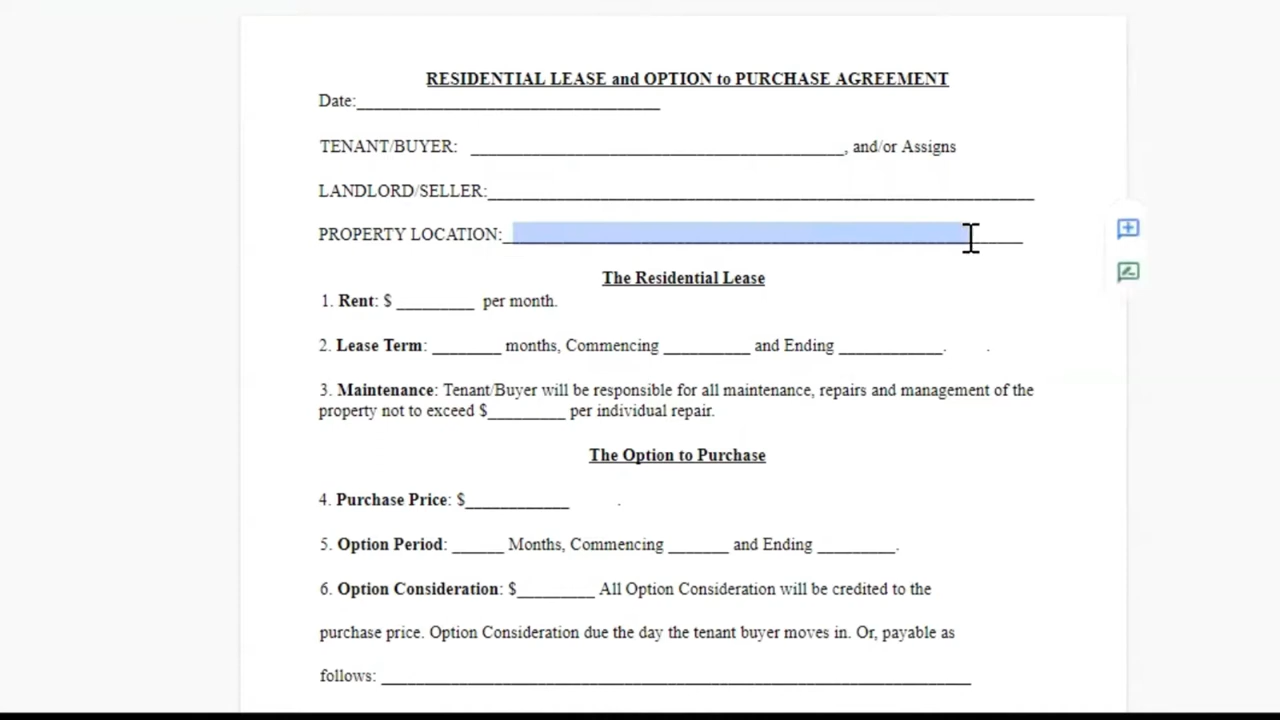 RESIDENTIAL LEASE and OPTION to PURCHASE AGREEMENT
Date:___________________________________
TENANT/BUYER: ___________________________________________, and/or Assigns
LANDLORD/SELLER:_______________________________________________________________
PROPERTY LOCATION:____________________________________________________________
The Residential Lease
1. Rent: $ _________ per month.
2. Lease Term: ________ months, Commencing __________ and Ending ____________. .
3. Maintenance: Tenant/Buyer will be responsible for all maintenance, repairs and management of the
property not to exceed $_________ per individual repair.
The Option to Purchase
4. Purchase Price: $____________ .
5. Option Period: ______ Months, Commencing _______ and Ending _________.
6. Option Consideration: $_________ All Option Consideration will be credited to the
purchase price. Option Consideration due the day the tenant buyer moves in. Or, payable as
follows: ____________________________________________________________________